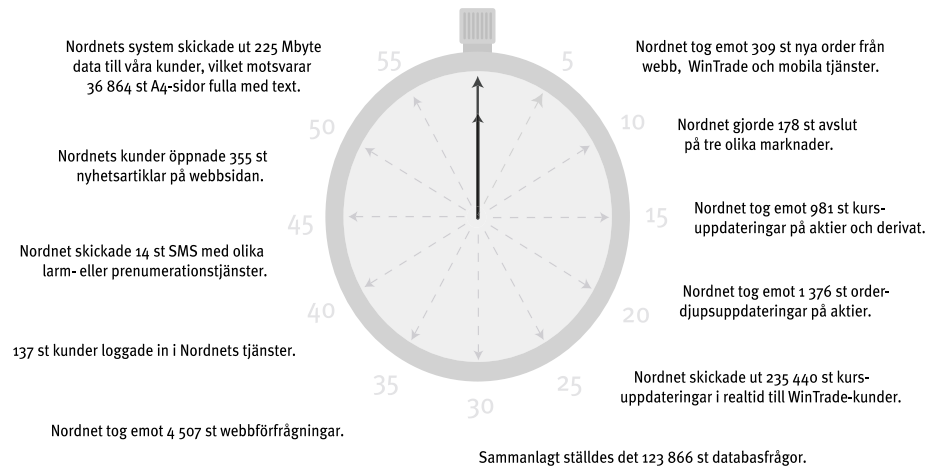 Nordnets system skickade ut 225 Mbyte
data till våra kunder, vilket motsvarar
36 864 st A4-sidor fulla med text.
Nordnets kunder öppnade 355 st
nyhetsartiklar på webbsidan.
Nordnet skickade 14 st SMS med olika
larm- eller prenumerationstjänster.
137 st kunder loggade in i Nordnets tjänster.
Nordnet tog emot 4 507 st webbförfrågningar.
55
50
45
40
35
30
5
10
15
20
25
Nordnet tog emot 309 st nya order från
webb, WinTrade och mobila tjänster.
Nordnet gjorde 178 st avslut
på tre olika marknader.
Nordnet tog emot 981 st kurs-
uppdateringar på aktier och derivat.
Nordnet tog emot 1 376 st order-
djupsuppdateringar på aktier.
Nordnet skickade ut 235 440 st kurs-
uppdateringar i realtid till WinTrade-kunder.
Sammanlagt ställdes det 123 866 st databasfrågor.